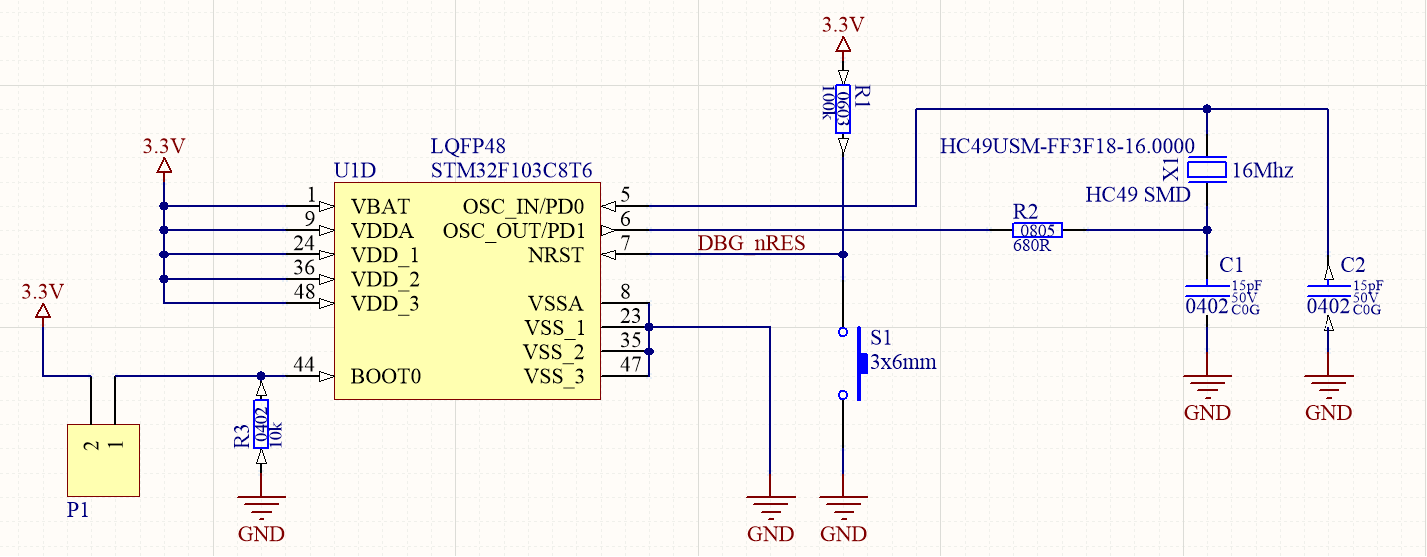 3.3V
R1
0603
100k
LQFP48
U1D
STM32F103C8T6
3.3V
HC49USM-FF3F18-16.0000
X1
16Mhz
HC49 SMD
1
VBAT
OSC_IN/PD0
5
9
VDDA
OSC_OUT/PD1
6
R2
0805
680R
24
VDD_1
NRST
7
DBG_nRES
36
VDD_2
48
VDD_3
VSSA
8
VSS_1
23
VSS_2
35
VSS_3
47
44
BOOT0
C1
15pF
50V
C0G
0402
C2
15pF
50V
C0G
0402
3.3V
S1
3x6mm
GND
GND
R3
0402
10k
2
1
P1
GND
GND
GND